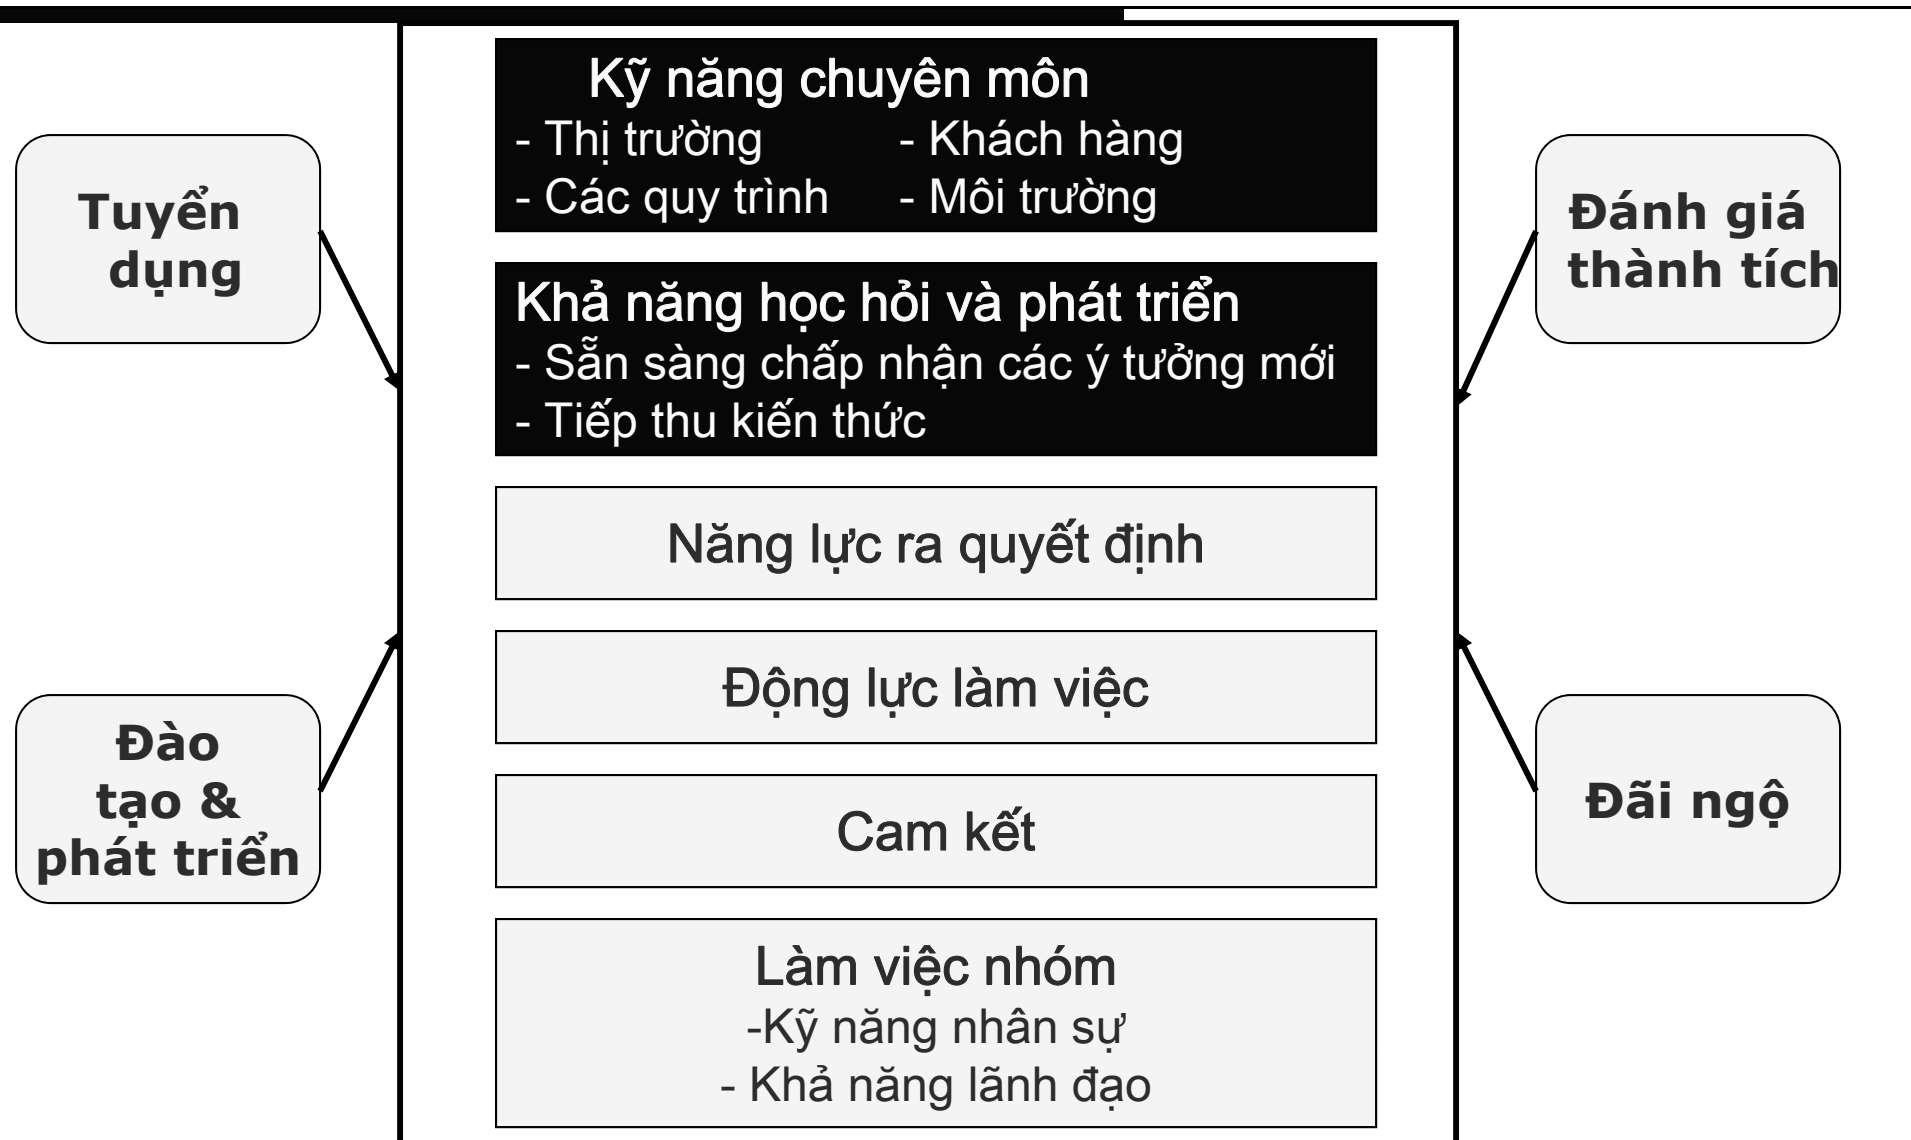 Kỹ năng chuyên môn
- Thị trường - Khách hàng
- Các quy trình - Môi trường
Tuyển
dụng
Đánh giá
thành tích
Khả năng học hỏi và phát triển
- Sẵn sàng chấp nhận các ý tưởng mới
- Tiếp thu kiến thức
Năng lực ra quyết định
Động lực làm việc
Đào
tạo &
phát triển
Đãi ngộ
Cam kết
Làm việc nhóm
-Kỹ năng nhân sự
- Khả năng lãnh đạo